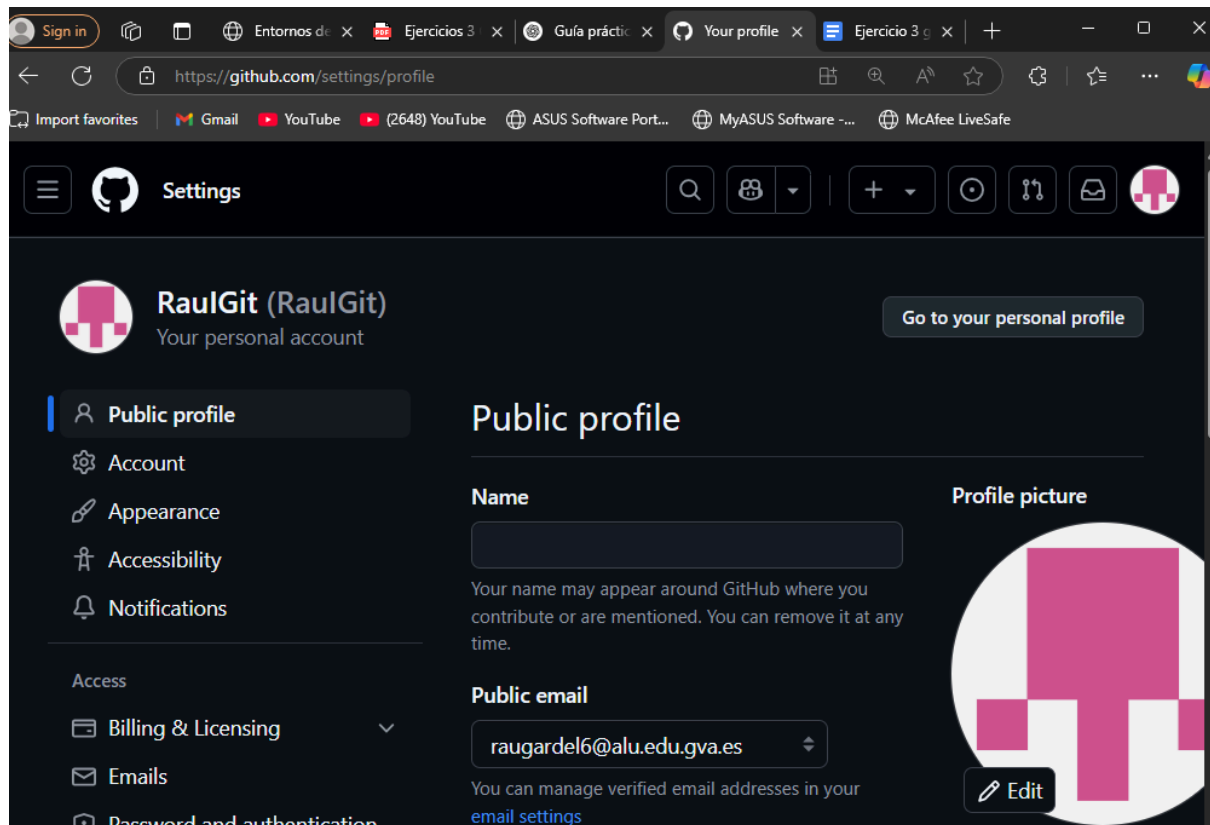 Sign in
Entornos de
Ejercicios 3
Guía práctic
Your profile
Ejercicio 3 g
https://github.com/settings/profile
Import favorites
Gmail
YouTube
(2648) YouTube
ASUS Software Port...
MyASUS Software -...
McAfee LiveSafe
Settings
RaulGit (RaulGit)
Your personal account
Go to your personal profile
Public profile
Account
Appearance
Accessibility
Notifications
Access
Billing & Licensing
Emails
Password and authentication
Public profile
Name
Your name may appear around GitHub where you
contribute or are mentioned. You can remove it at any
time.
Public email
raugardel6@alu.edu.gva.es
You can manage verified email addresses in your
email settings
Profile picture
Edit